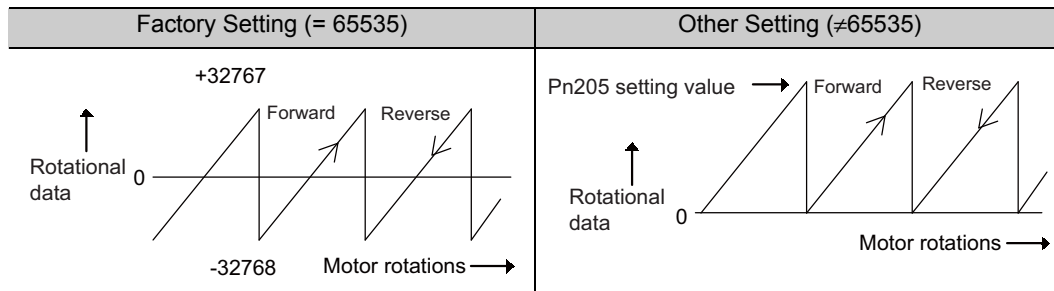 Factory Setting (= 65535)
+32767
Forward
Reverse
Rotational
data
0
-32768
Motor rotations
Other Setting (≠65535)
Pn205 setting value
Forward
Reverse
Rotational
data
0
Motor rotations